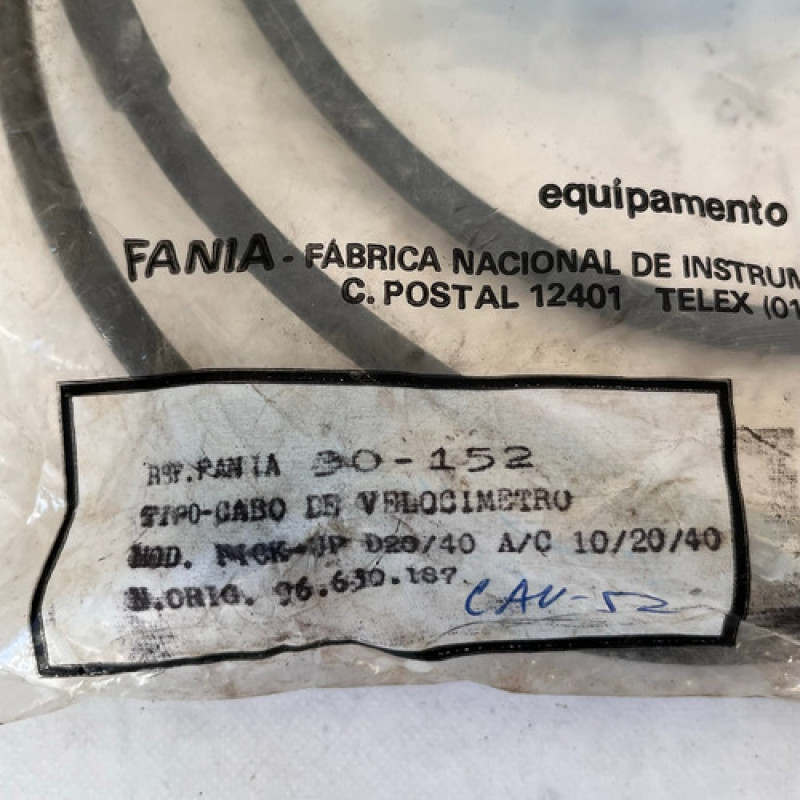 equipamento
FANIA - FÁBRICA NACIONAL DE INSTRUM
C. POSTAL 12401 TELEX (01
REF. FANIA 30-152
TIPO-CABO DE VELOCIMETRO
MOD. PICK-UP D20/40 A/C 10/20/40
N.ORIG. 96.630.187.
CAV-52